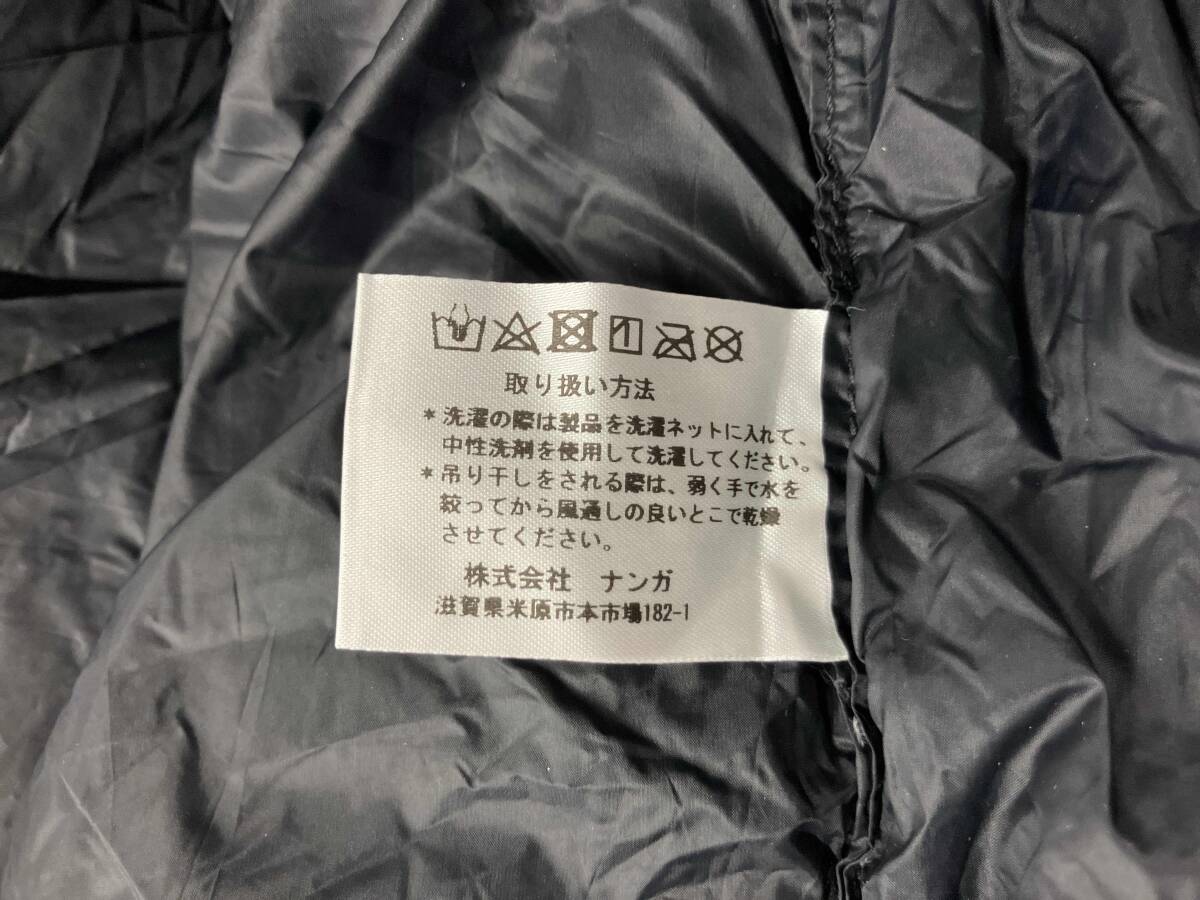 取り扱い方法
*洗濯の際は製品を洗濯ネットに入れて、
中性洗剤を使用して洗濯してください。
*吊り干しをされる際は、弱く手で水を
絞ってから風通しの良いとこで乾燥
させてください。
株式会社 ナンガ
滋賀県米原市本市場182-1